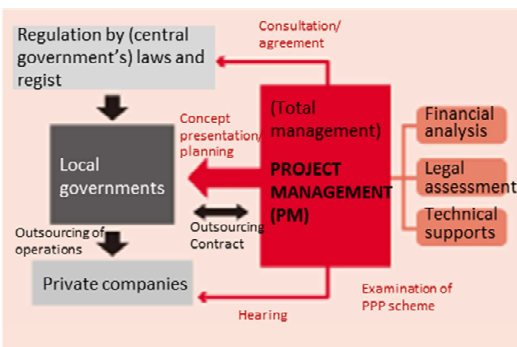 Regulation by (central
government's) laws and
regist
Consultation/
agreement
Concept
presentation/
planning
(Total
management)
PROJECT
MANAGEMENT
(PM)
Financial
analysis
Legal
assessment
Technical
supports
Local
governments
Outsourcing
Contract
Outsourcing of
operations
Private companies
Hearing
Examination of
PPP scheme